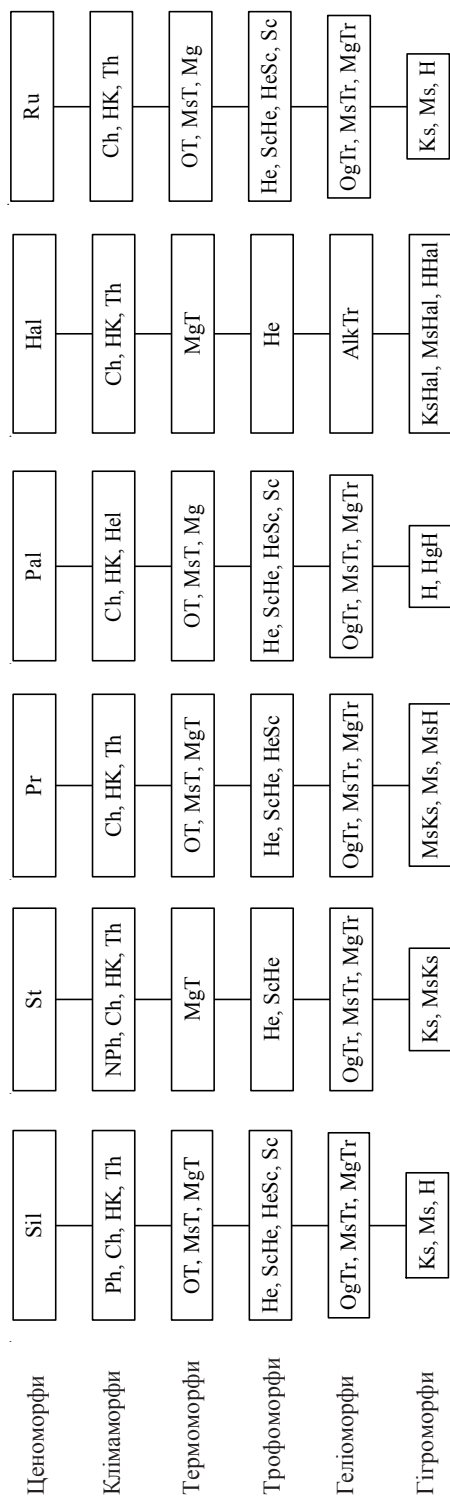 Ценоморфи
Sil
St
Pr
Pal
Hal
Ru
Клімаморфи
Ph, Ch, HK, Th
NPh, Ch, HK, Th
Ch, HK, Th
Ch, HK, Hel
Ch, HK, Th
Ch, HK, Th
Термоморфи
OT, MsT, MgT
MgT
OT, MsT, MgT
OT, MsT, Mg
MgT
OT, MsT, Mg
Трофоморфи
He, ScHe, HeSc, Sc
He, ScHe
He, ScHe, HeSc
He, ScHe, HeSc, Sc
He
He, ScHe, HeSc, Sc
Геліоморфи
OgTr, MsTr, MgTr
OgTr, MsTr, MgTr
OgTr, MsTr, MgTr
OgTr, MsTr, MgTr
AlkTr
OgTr, MsTr, MgTr
Гігроморфи
Ks, Ms, H
Ks, MsKs
MsKs, Ms, MsH
H, HgH
KsHal, MsHal, HHal
Ks, Ms, H